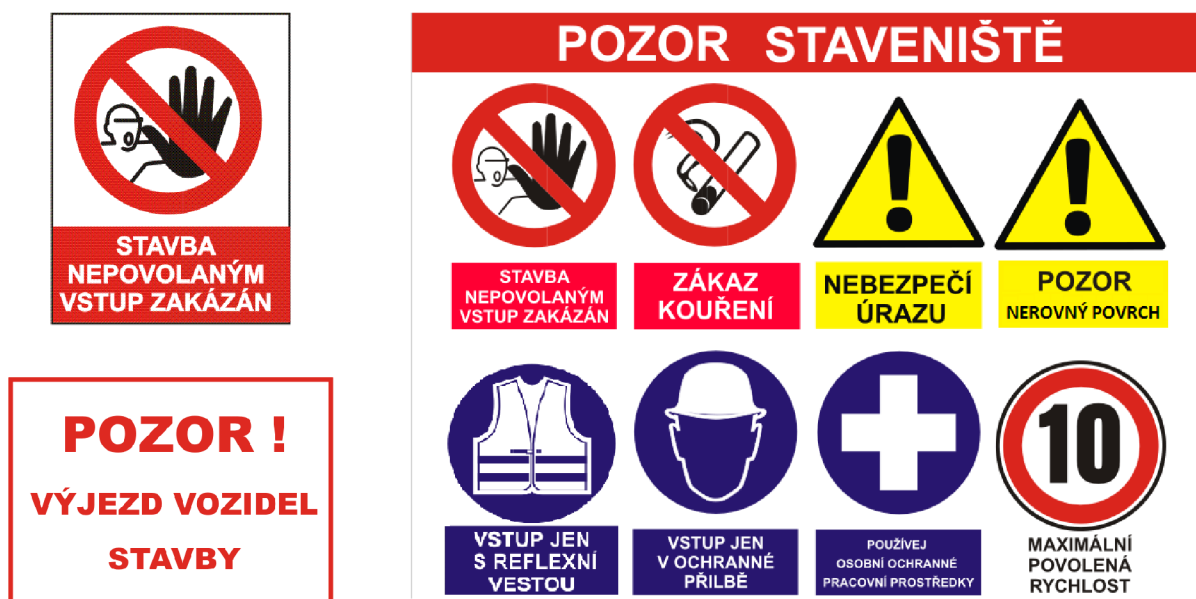 STAVBA
NEPOVOLANÝM
VSTUP ZAKÁZÁN
POZOR !
VÝJEZD VOZIDEL
STAVBY
POZOR STAVENIŠTĚ
STAVBA
NEPOVOLANÝM
VSTUP ZAKÁZÁN
ZÁKAZ
KOUŘENÍ
NEBEZPEČÍ
ÚRAZU
POZOR
NEROVNÝ POVRCH
VSTUP JEN
S REFLEXNÍ
VESTOU
VSTUP JEN
V OCHRANNÉ
PŘILBĚ
POUŽÍVEJ
OSOBNÍ OCHRANNÉ
PRACOVNÍ PROSTŘEDKY
10
MAXIMÁLNÍ
POVOLENÁ
RYCHLOST